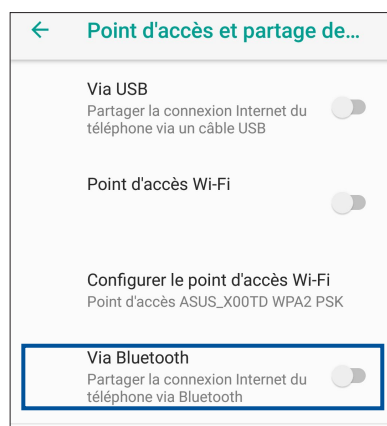 Point d'accès et partage de...
Via USB
Partager la connexion Internet du
téléphone via un câble USB
Point d'accès Wi-Fi
Configurer le point d'accès Wi-Fi
Point d'accès ASUS_X00TD WPA2 PSK
Via Bluetooth
Partager la connexion Internet du
téléphone via Bluetooth